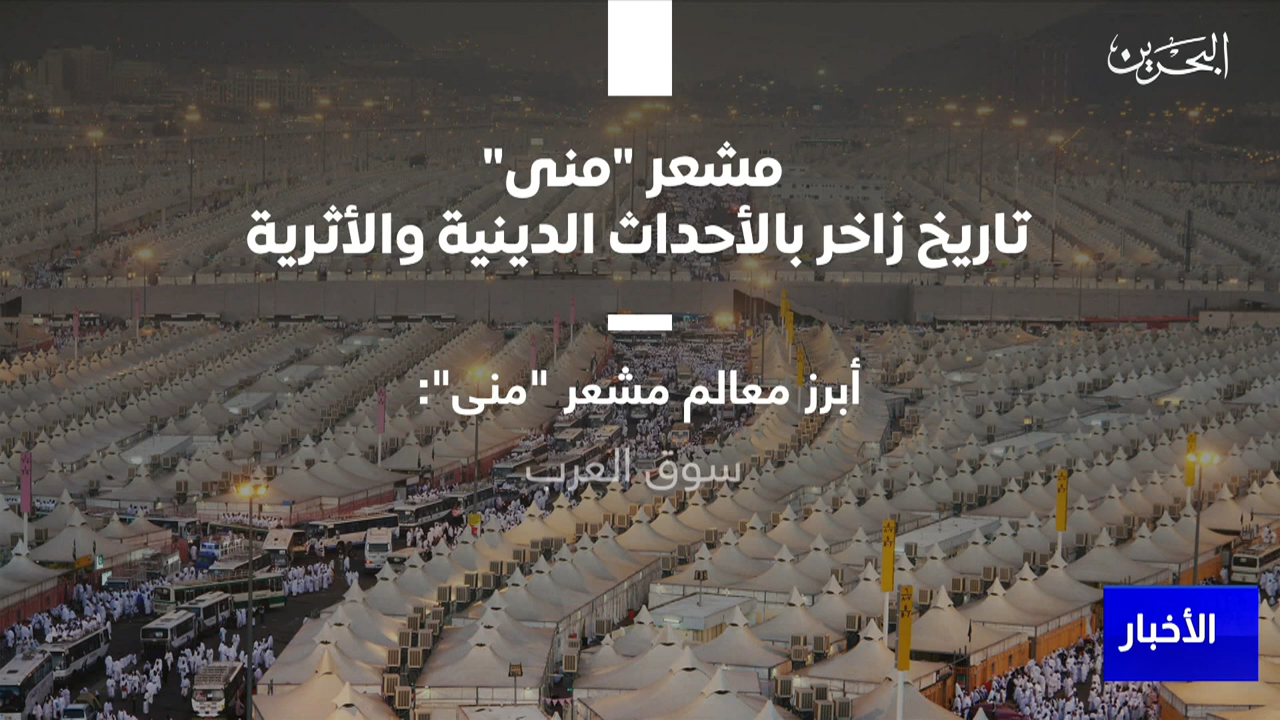 البحرين
مشعر "منى"
تاريخ زاخر بالأحداث الدينية والأثرية
أبرز معالم مشعر "منى":
سوق العرب
الأخبار